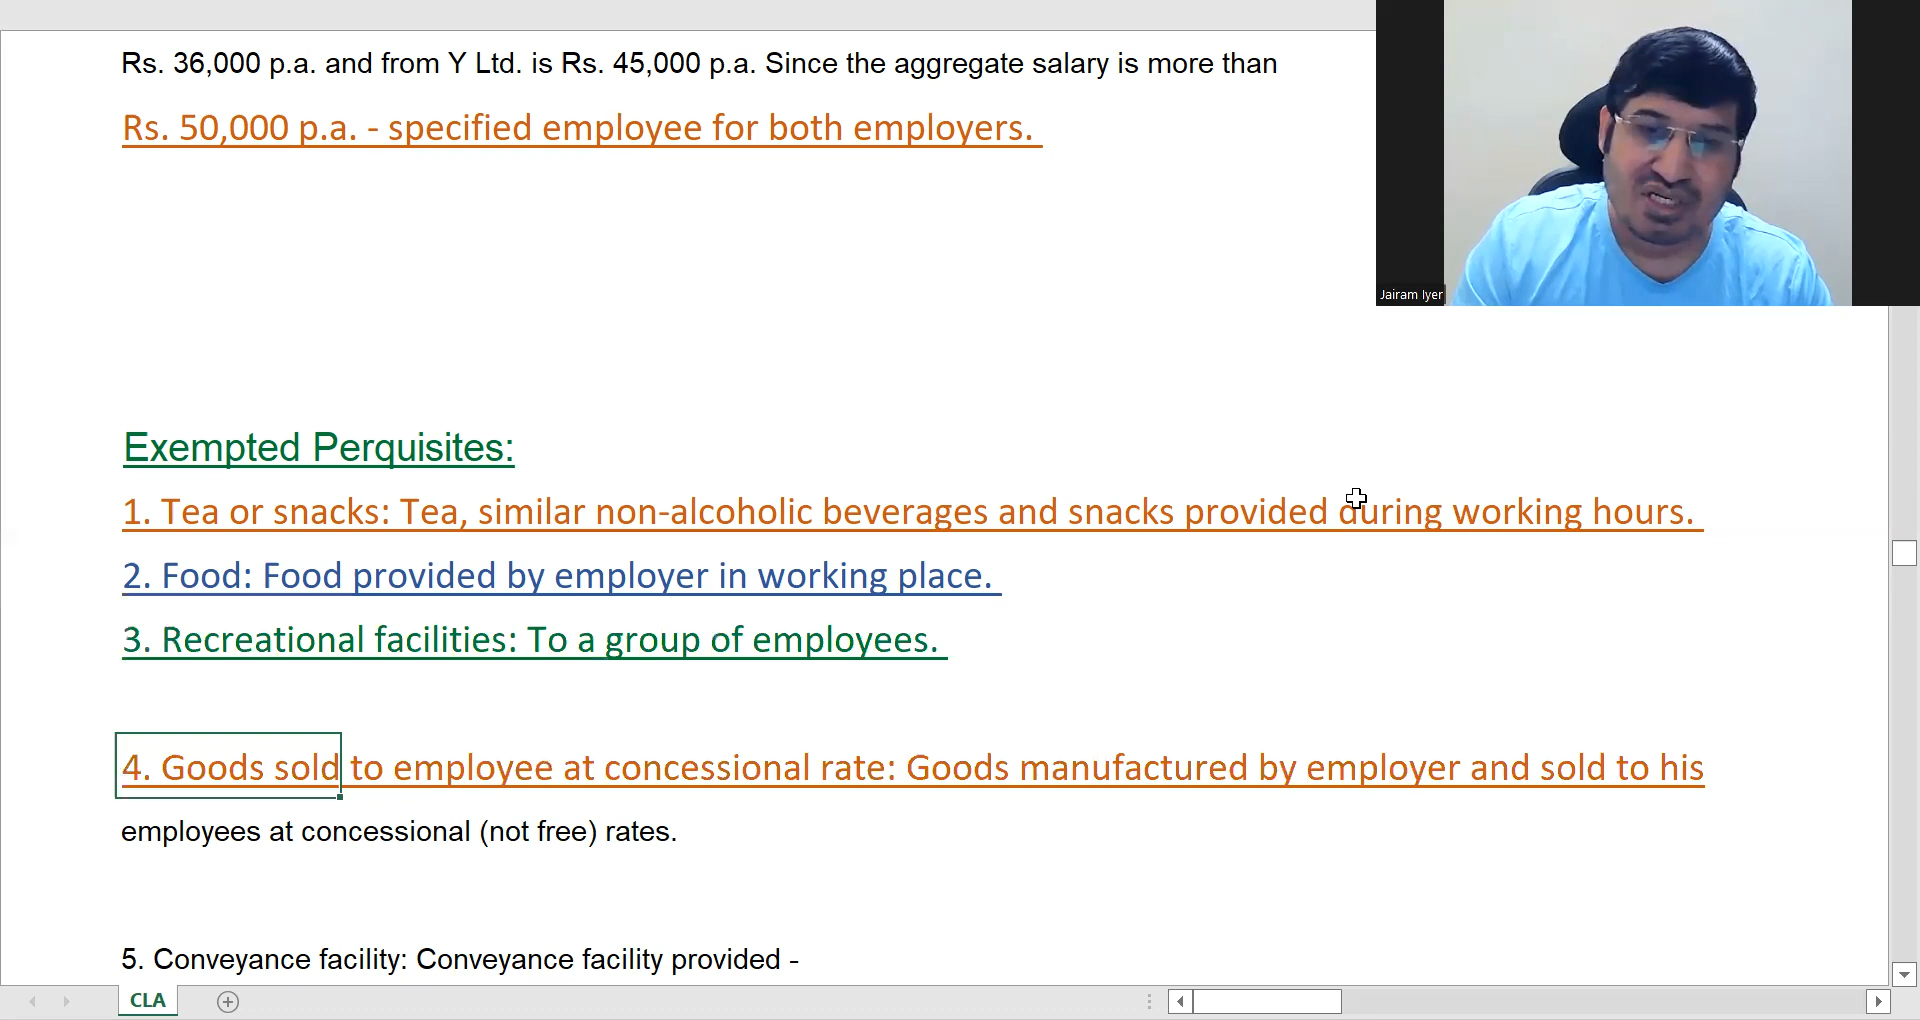 Rs. 36,000 p.a. and from Y Ltd. is Rs. 45,000 p.a. Since the aggregate salary is more than
Rs. 50,000 p.a. - specified employee for both employers.
Jairam Iyer
Exempted Perquisites:
1. Tea or snacks: Tea, similar non-alcoholic beverages and snacks provided during working hours.
2. Food: Food provided by employer in working place.
3. Recreational facilities: To a group of employees.
4. Goods sold to employee at concessional rate: Goods manufactured by employer and sold to his
employees at concessional (not free) rates.
5. Conveyance facility: Conveyance facility provided -
CLA